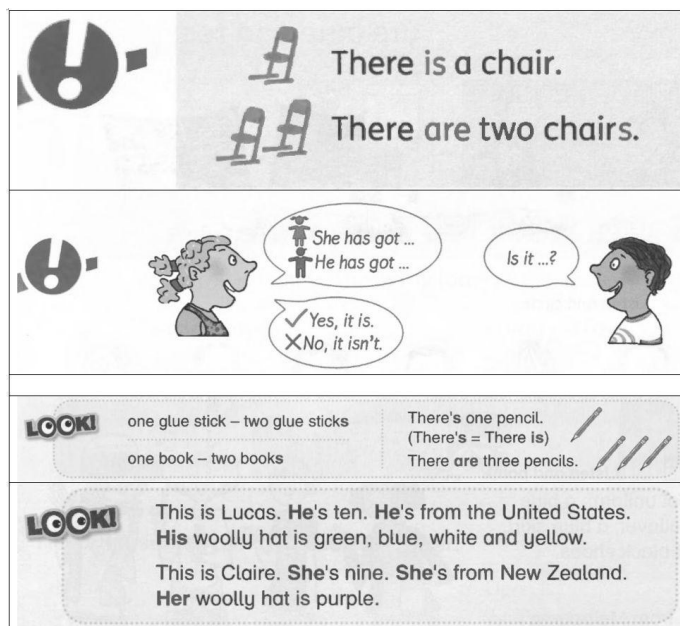 There is a chair.
There are two chairs.
She has got ...
He has got ...
Is it ...?
Yes, it is.
No, it isn't.
LOOK!
one glue stick – two glue sticks
one book – two books
There's one pencil.
(There's = There is)
There are three pencils.
LOOK!
This is Lucas. He's ten. He's from the United States.
His woolly hat is green, blue, white and yellow.
This is Claire. She's nine. She's from New Zealand.
Her woolly hat is purple.